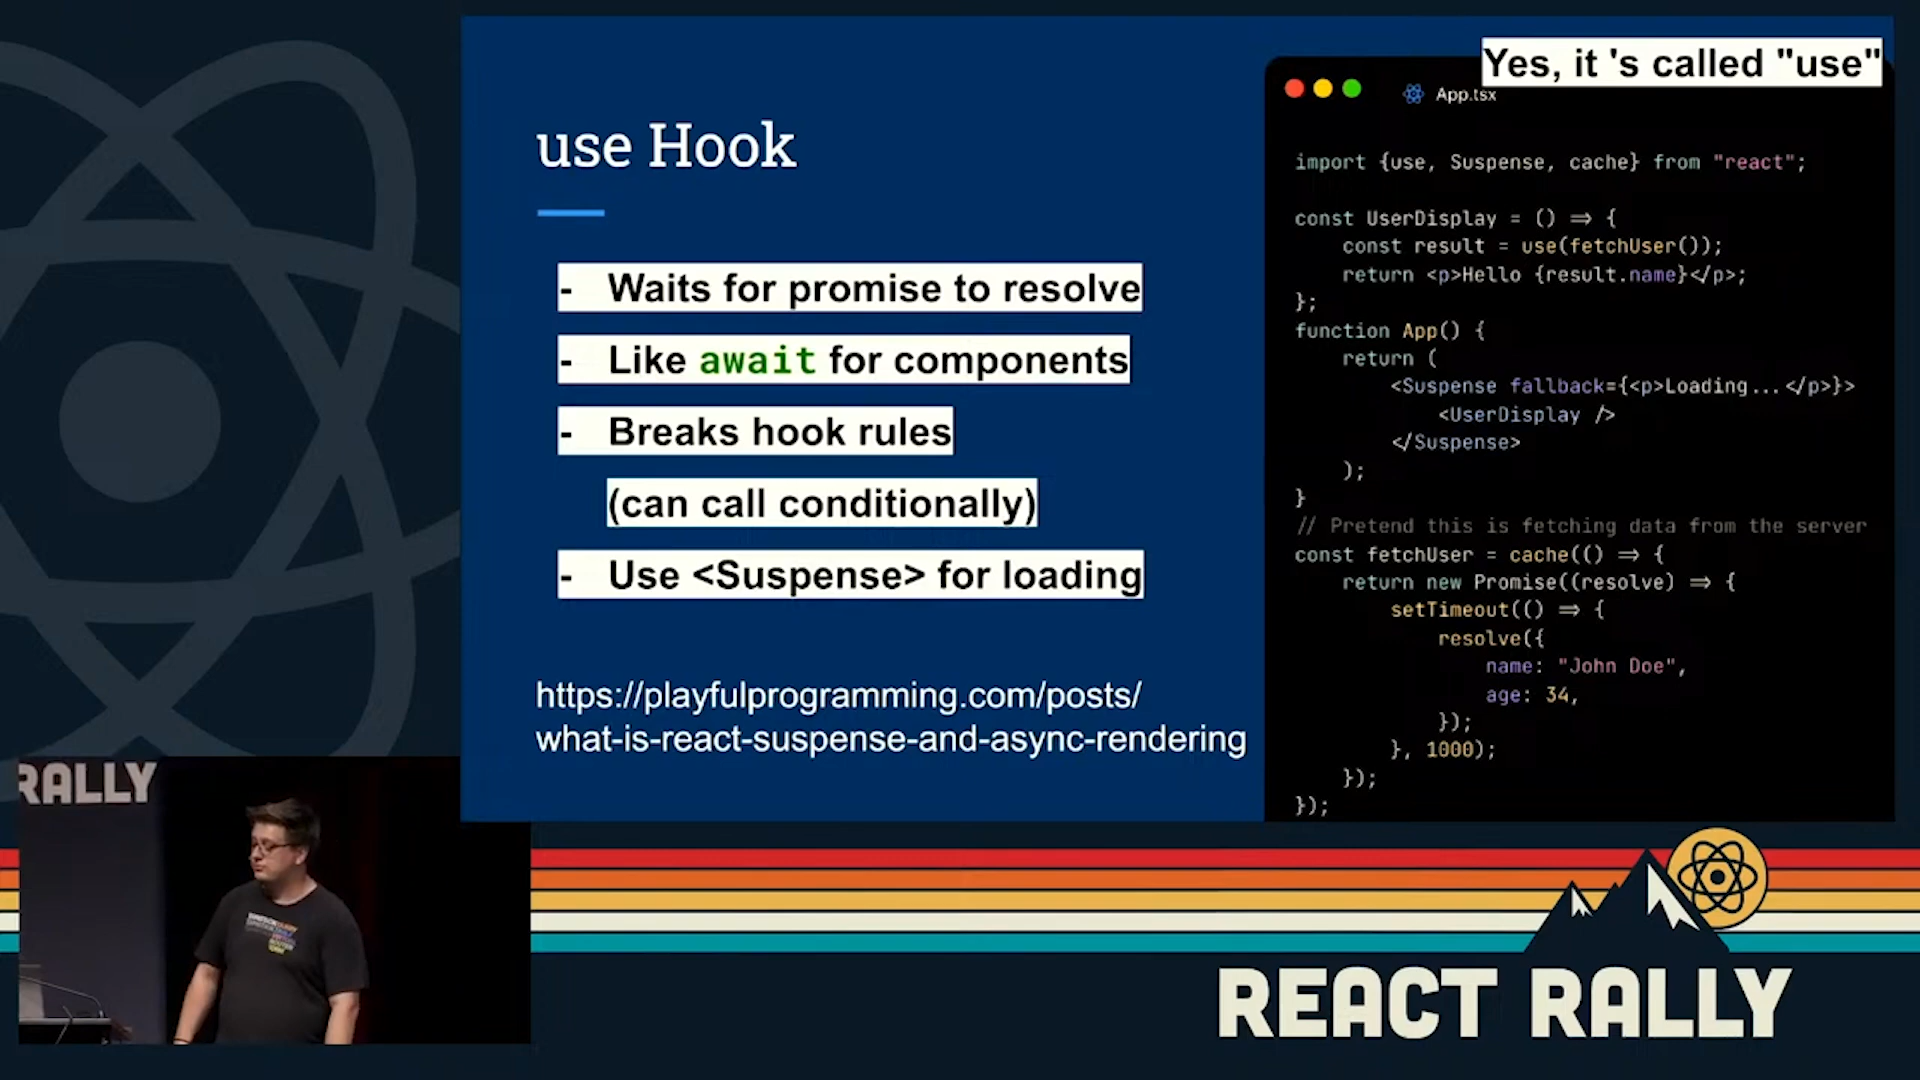 Yes, it 's called "use"
use Hook
- Waits for promise to resolve
- Like await for components
- Breaks hook rules
(can call conditionally)
- Use <Suspense> for loading
https://playfulprogramming.com/posts/
what-is-react-suspense-and-async-rendering
App.tsx
import {use, Suspense, cache} from "react";
const UserDisplay = () => {
const result = use(fetchUser());
return <p>Hello {result.name}</p>;
};
function App() {
return (
<Suspense fallback={<p>Loading...</p>}>
<UserDisplay />
</Suspense>
);
}
// Pretend this is fetching data from the server
const fetchUser = cache(() => {
return new Promise((resolve) => {
setTimeout(() => {
resolve({
name: "John Doe",
age: 34,
});
}, 1000);
});
});
RALLY
REACT RALLY